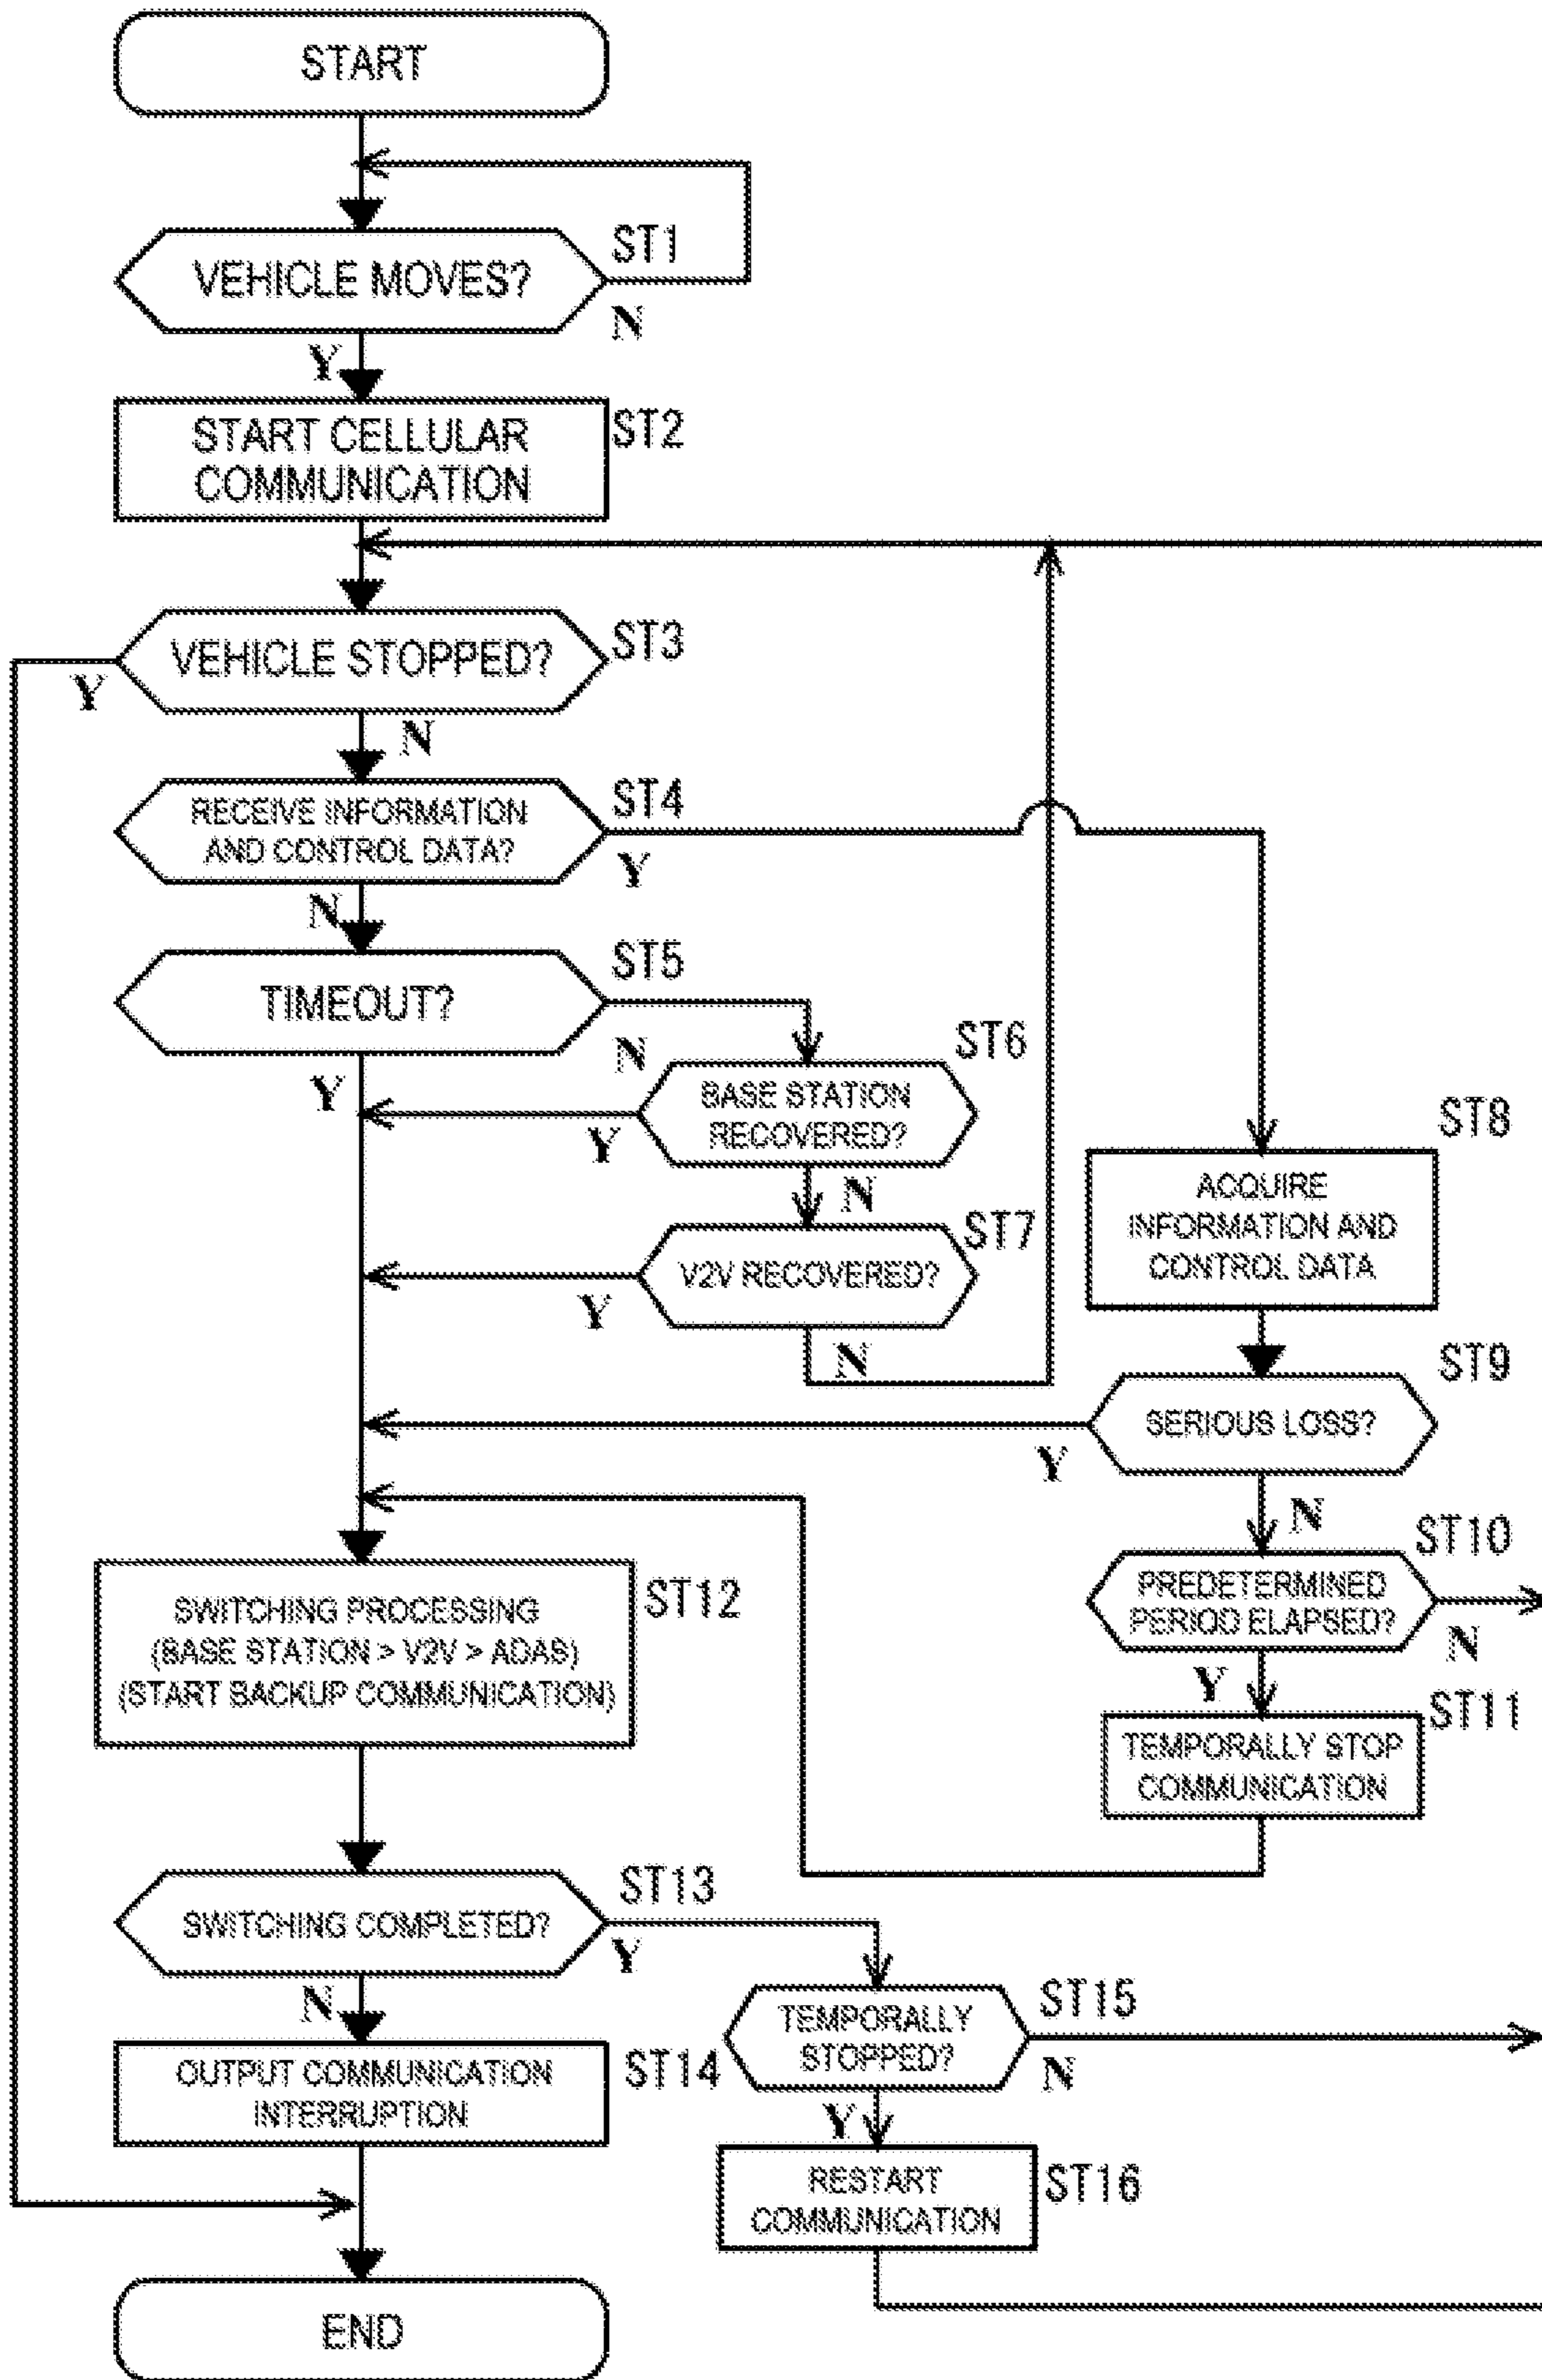 START
ST1
VEHICLE MOVES?
N
Y
START CELLULAR
COMMUNICATION
ST2
VEHICLE STOPPED?
ST3
Y
N
RECEIVE INFORMATION
AND CONTROL DATA?
ST4
Y
N
TIMEOUT?
ST5
N
Y
ST6
BASE STATION
RECOVERED?
Y
N
ST7
V2V RECOVERED?
Y
N
ST8
ACQUIRE
INFORMATION AND
CONTROL DATA
ST9
SERIOUS LOSS?
Y
N
ST10
PREDETERMINED
PERIOD ELAPSED?
N
Y
ST11
TEMPORALLY STOP
COMMUNICATION
SWITCHING PROCESSING
(BASE STATION > V2V > ADAS)
(START BACKUP COMMUNICATION)
ST12
SWITCHING COMPLETED?
ST13
Y
N
OUTPUT COMMUNICATION
INTERRUPTION
ST14
TEMPORALLY
STOPPED?
ST15
N
Y
RESTART
COMMUNICATION
ST16
END